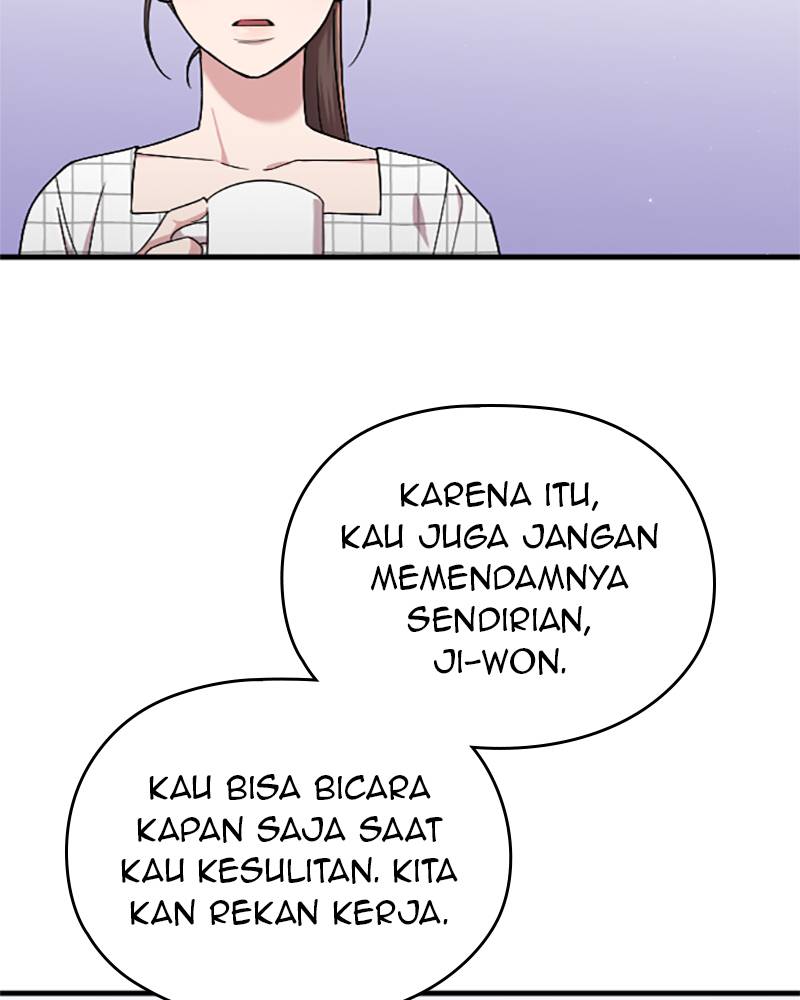 KARENA ITU,
KAU JUGA JANGAN
MEMENDAMNYA
SENDIRIAN,
JI-WON.
KAU BISA BICARA
KAPAN SAJA SAAT
KAU KESULITAN. KITA
KAN REKAN KERJA.